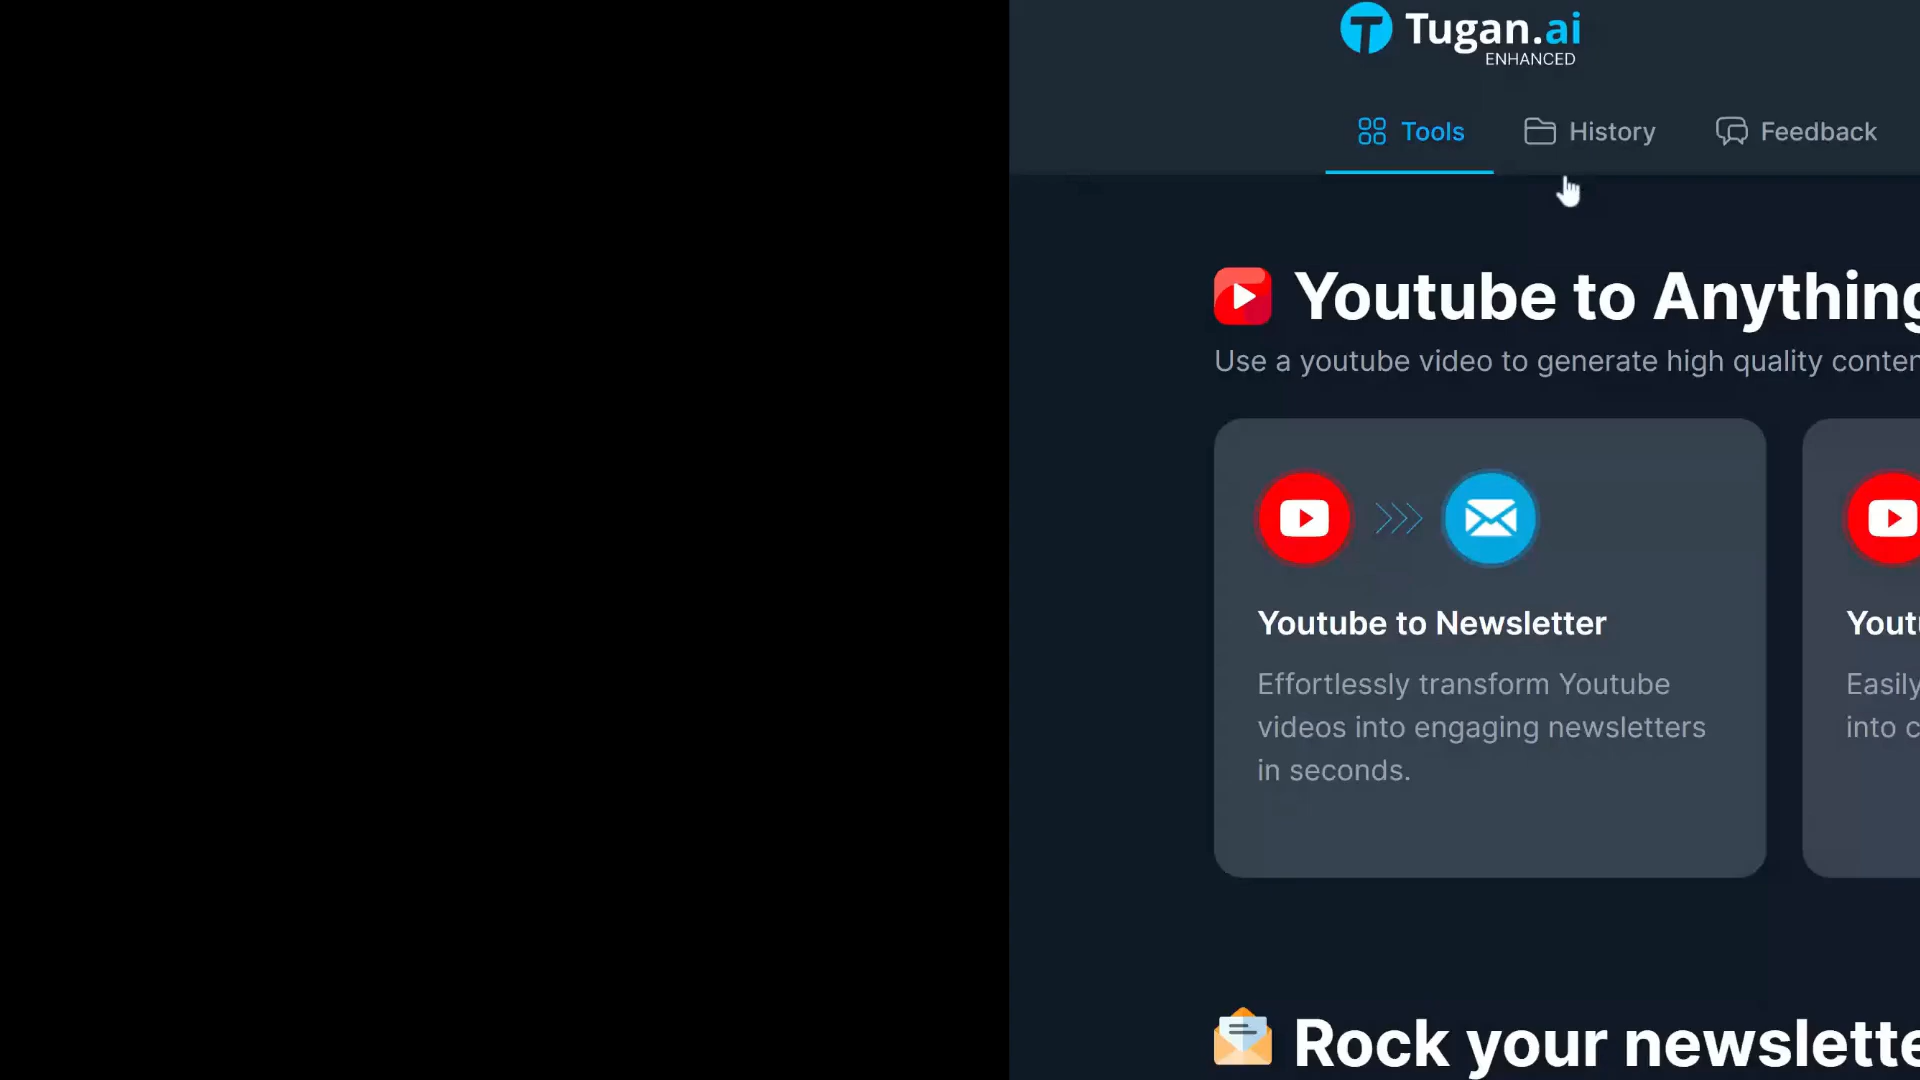 Tugan.ai
ENHANCED
Tools History Feedback
Youtube to Anything
Use a youtube video to generate high quality conten
Youtube to Newsletter
Effortlessly transform Youtube
videos into engaging newsletters
in seconds.
Yout
Easily
into c
Rock your newslette